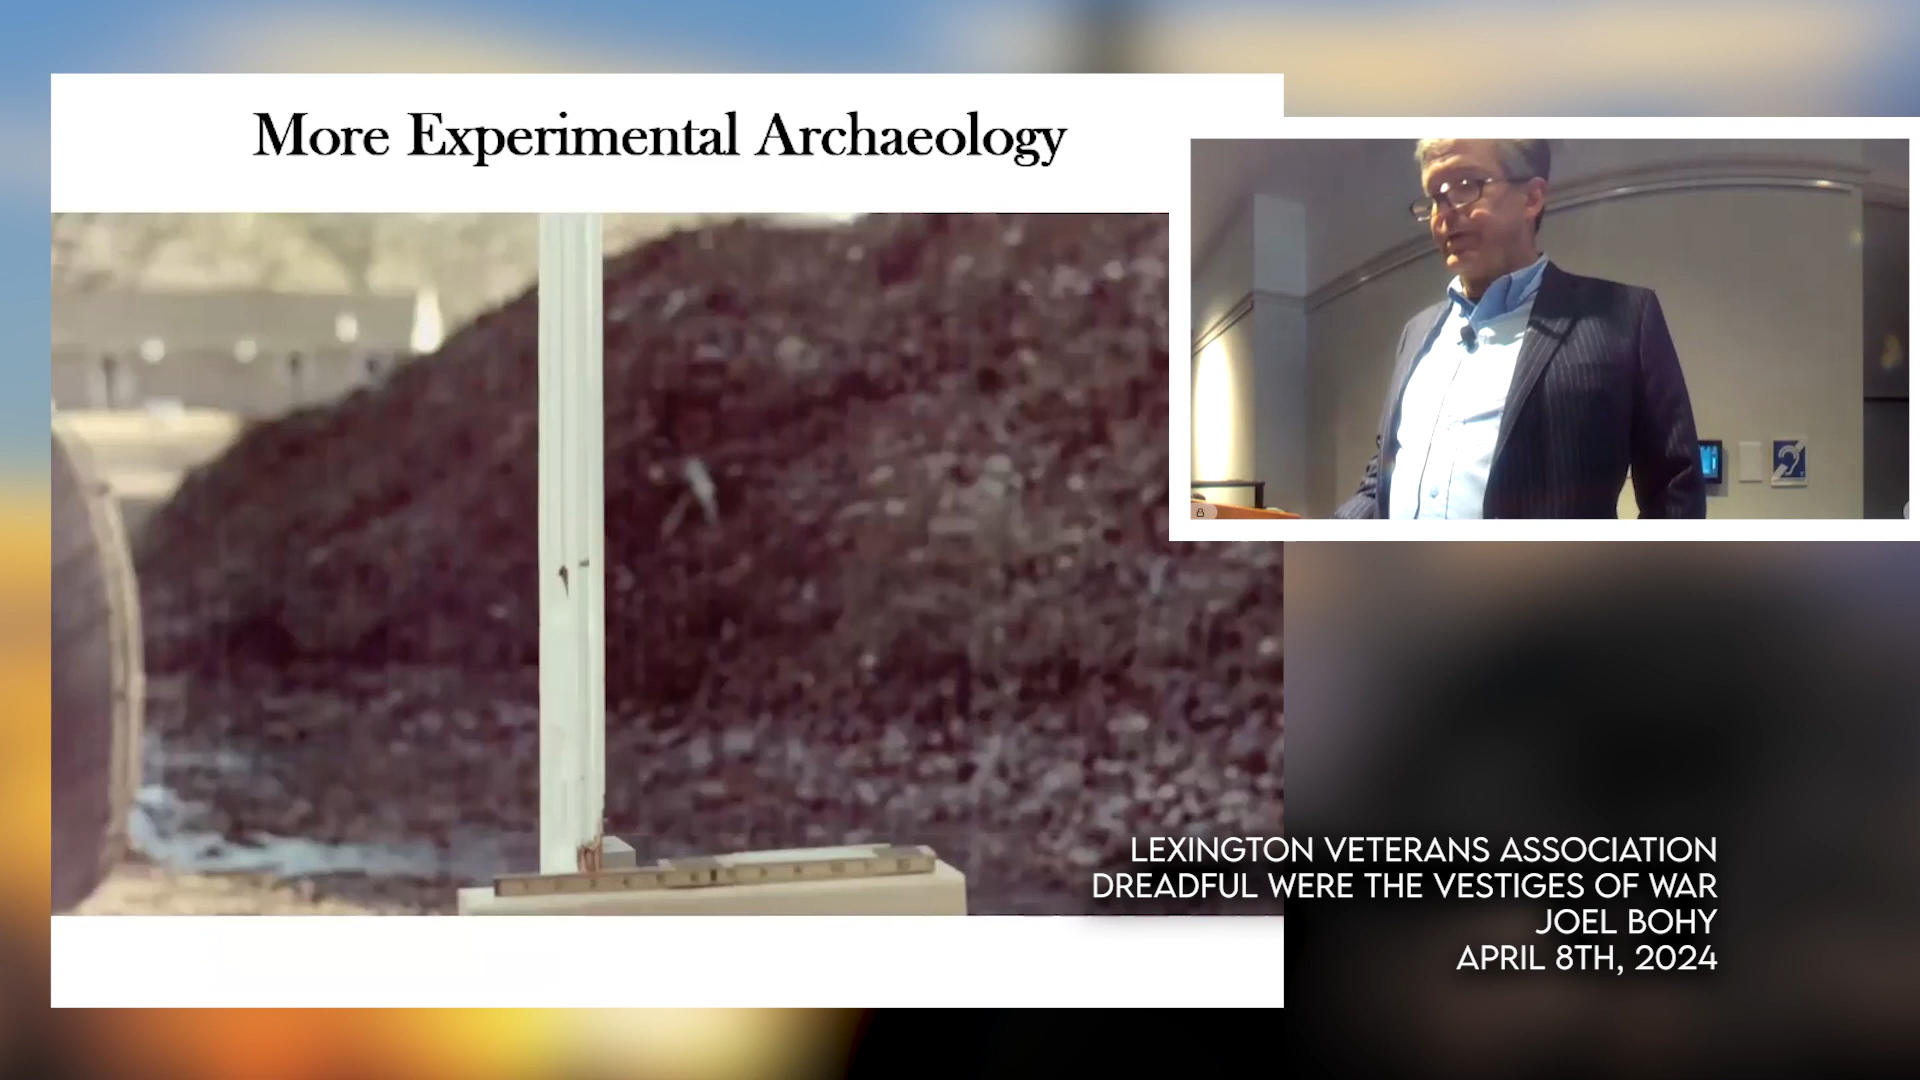 More Experimental Archaeology
LEXINGTON VETERANS ASSOCIATION
DREADFUL WERE THE VESTIGES OF WAR
JOEL BOHY
APRIL 8TH, 2024